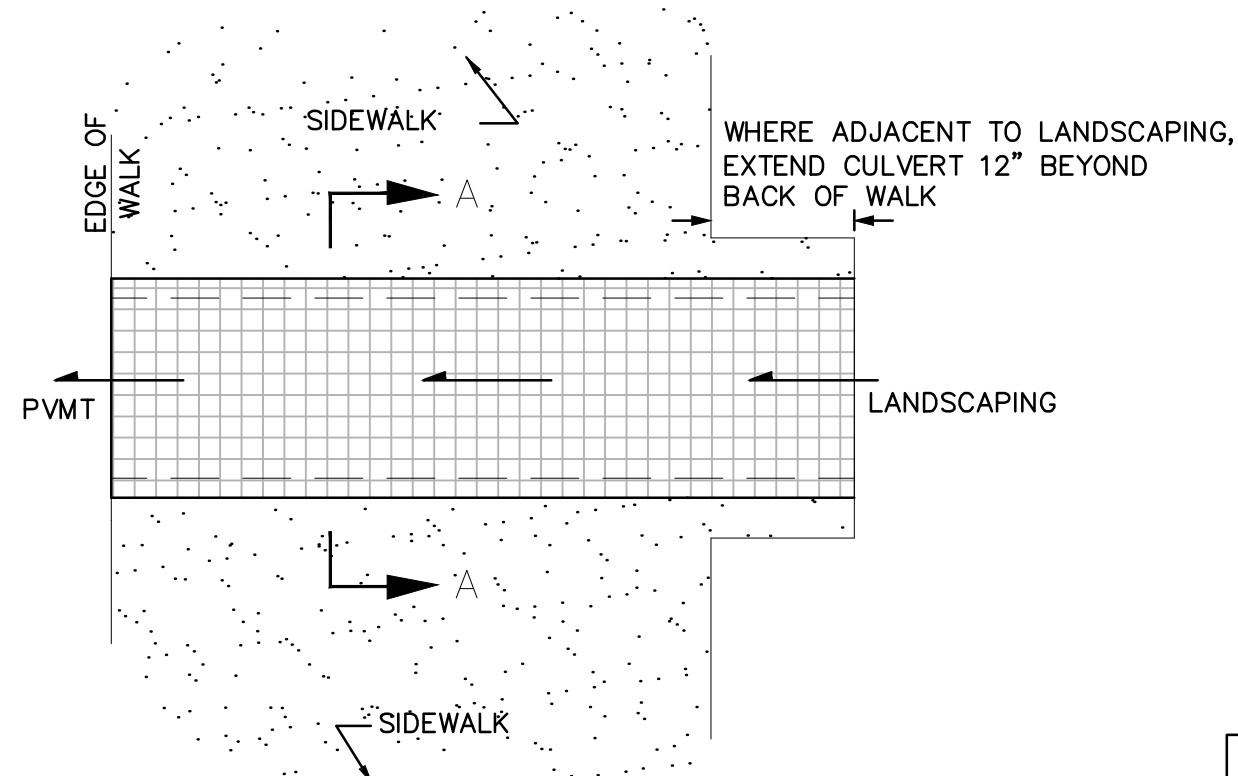 SIDEWALK
EDGE OF
WALK
WHERE ADJACENT TO LANDSCAPING,
EXTEND CULVERT 12" BEYOND
BACK OF WALK
A
PVMT
LANDSCAPING
A
SIDEWALK